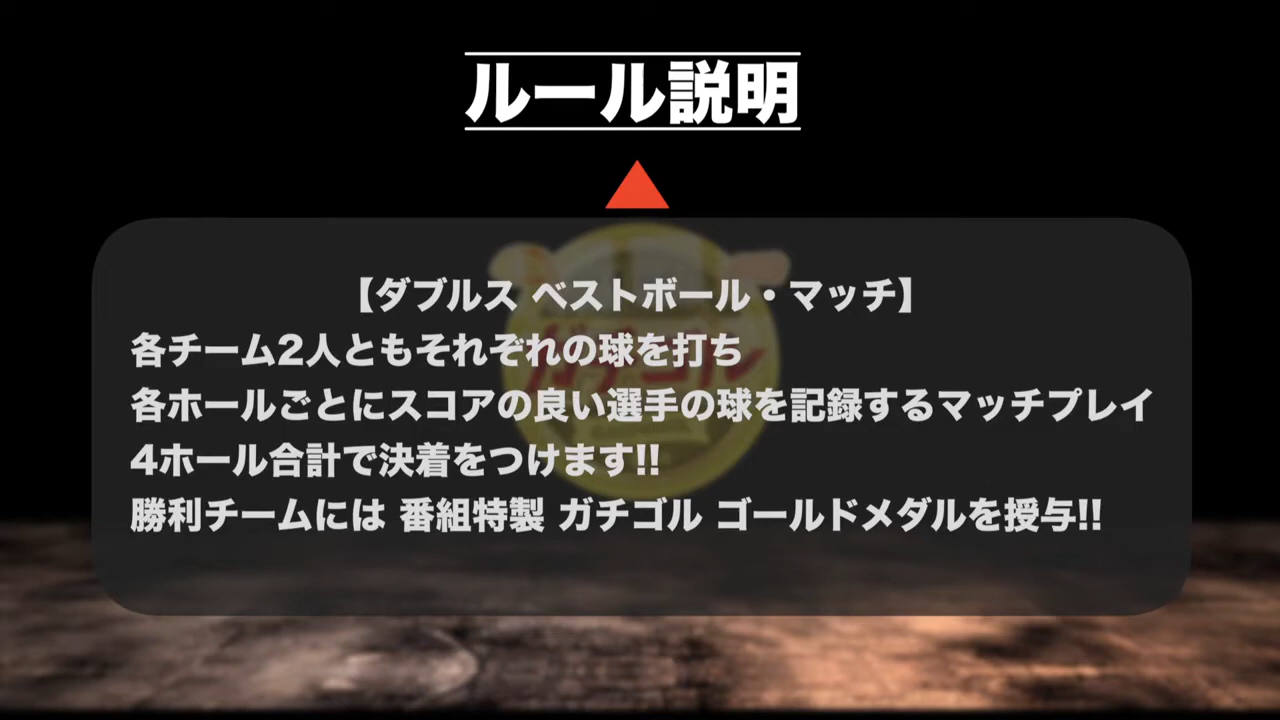 ルール説明
【ダブルス ベストボール・マッチ】
各チーム2人ともそれぞれの球を打ち
各ホールごとにスコアの良い選手の球を記録するマッチプレイ
4ホール合計で決着をつけます!!
勝利チームには 番組特製 ガチゴル ゴールドメダルを授与!!
ガチゴル